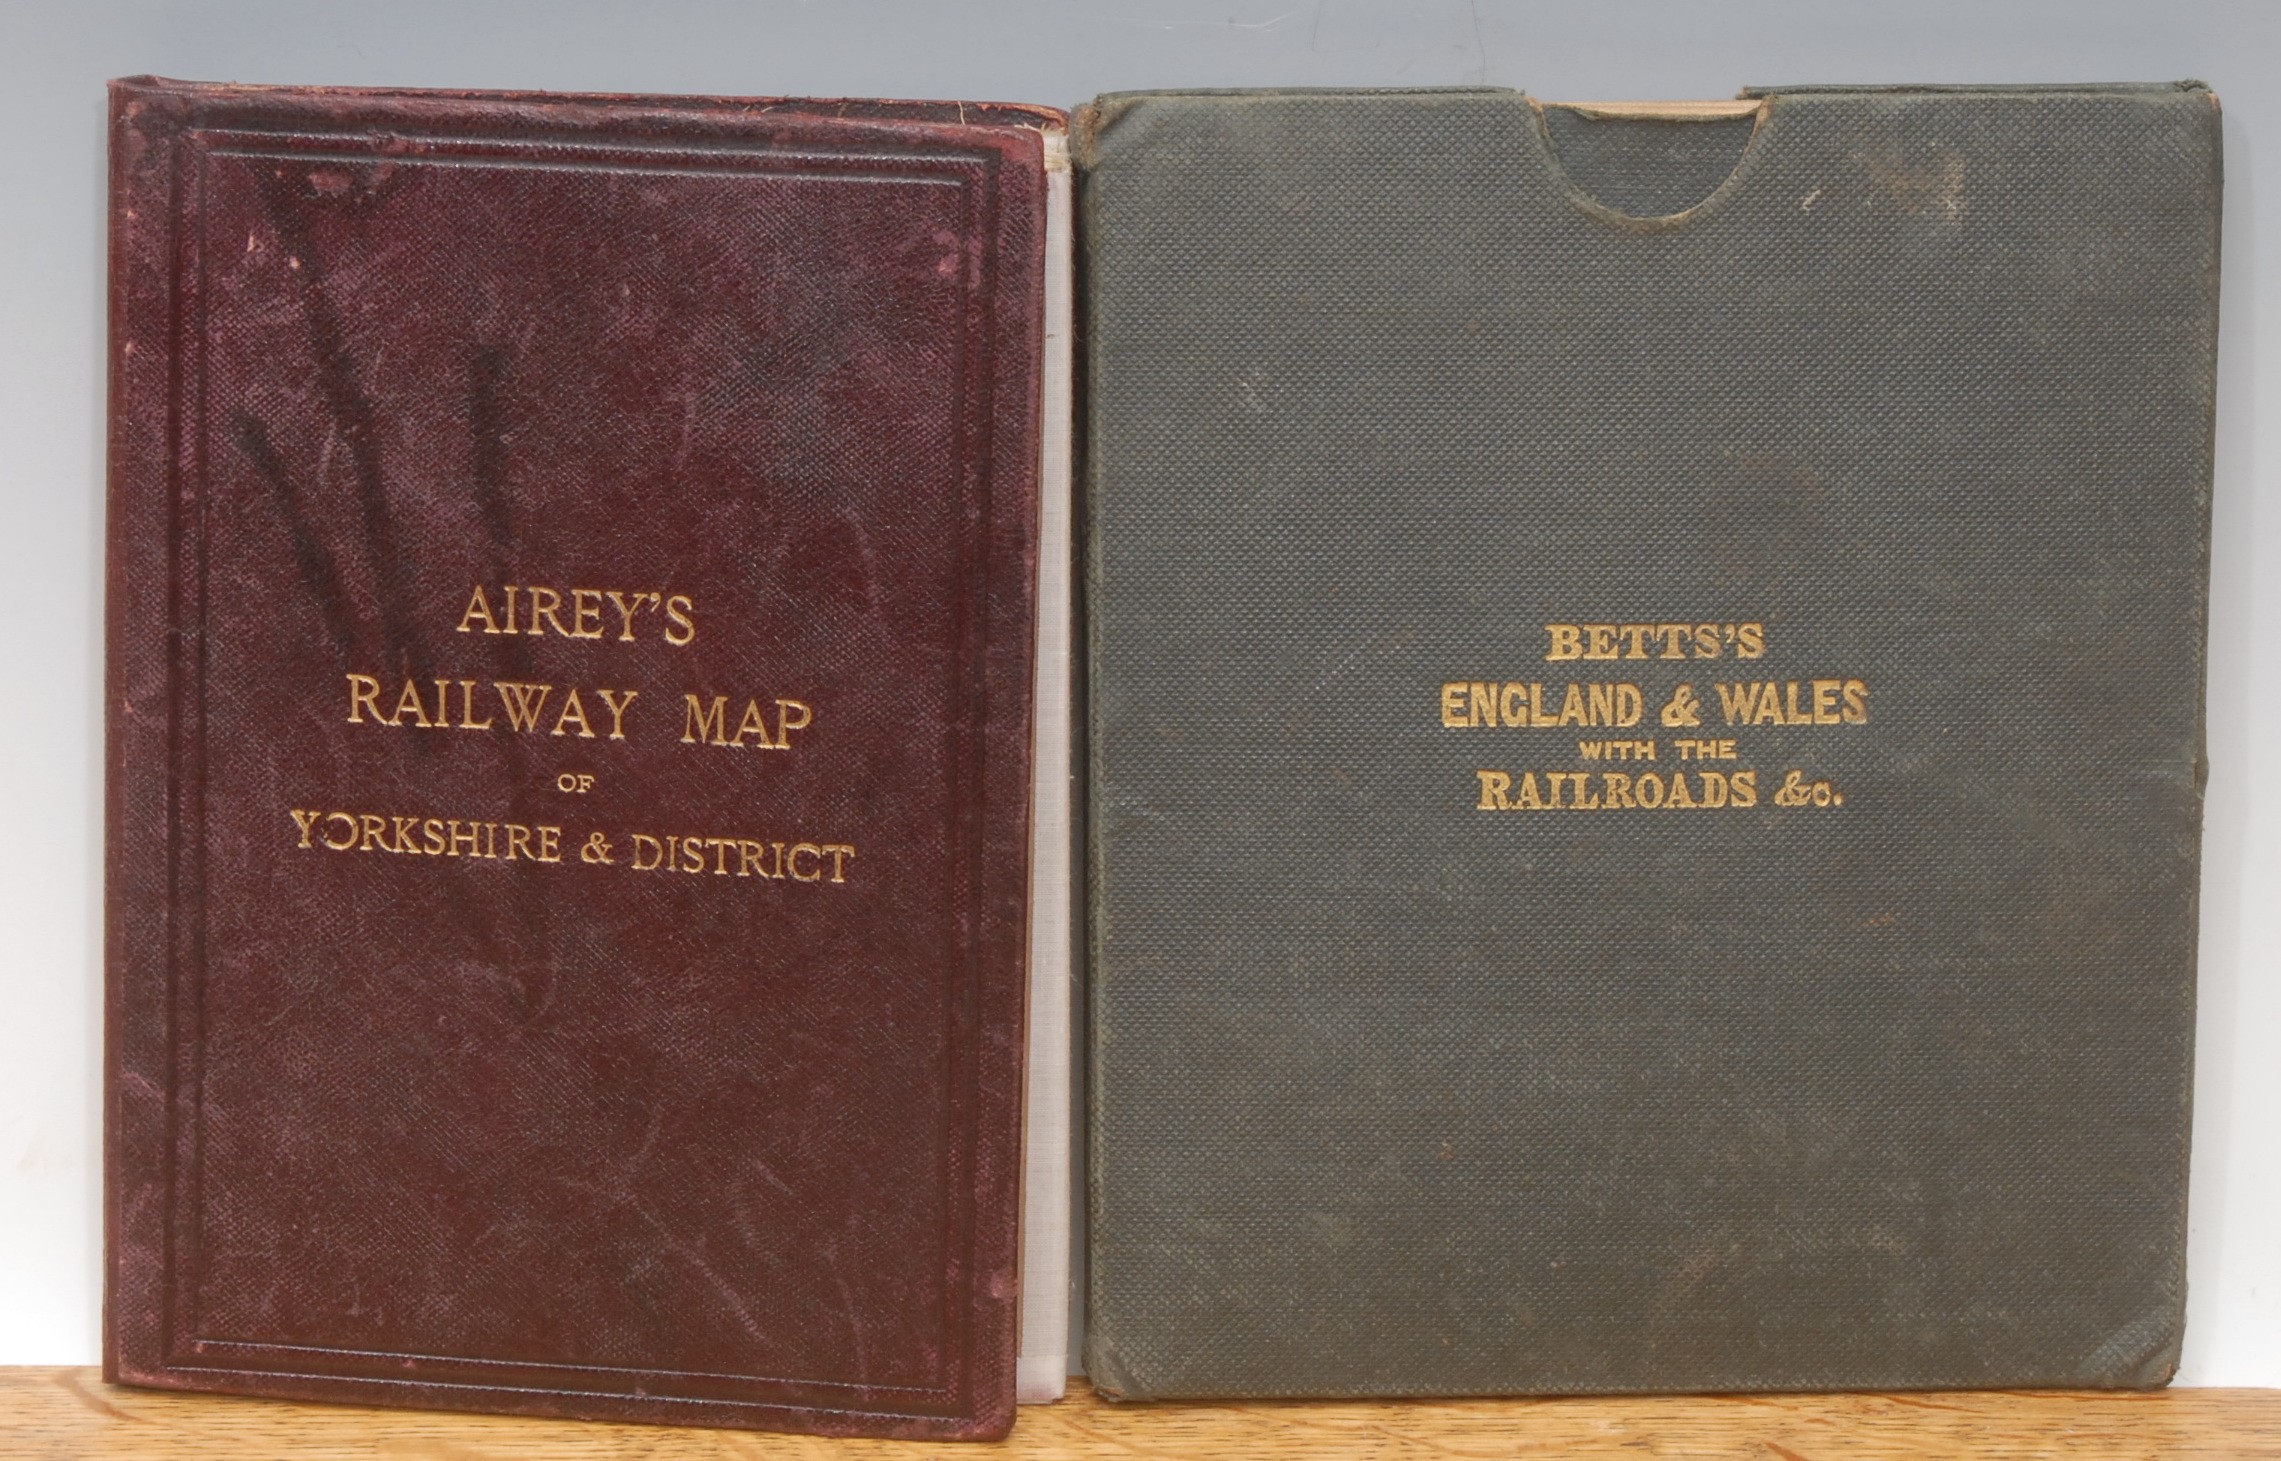 AIREY'S
RAILWAY MAP
OF
YORKSHIRE & DISTRICT
BETTS'S
ENGLAND & WALES
WITH THE
RAILROADS &c.